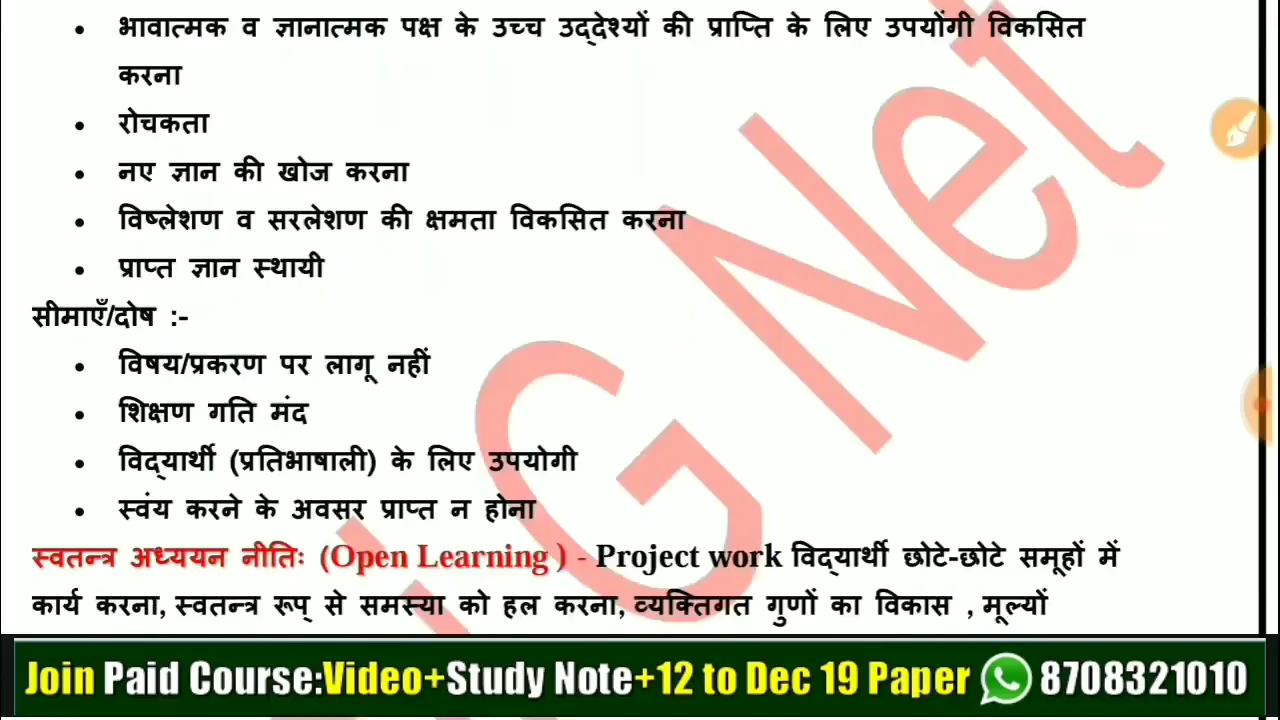 • भावात्मक व ज्ञानात्मक पक्ष के उच्च उद्देश्यों की प्राप्ति के लिए उपयोंगी विकसित
करना
• रोचकता
• नए ज्ञान की खोज करना
• विष्लेशण व सरलेशण की क्षमता विकसित करना
• प्राप्त ज्ञान स्थायी
सीमाएँ/दोष :-
• विषय/प्रकरण पर लागू नहीं
• शिक्षण गति मंद
• विद्यार्थी (प्रतिभाषाली) के लिए उपयोगी
• स्वंय करने के अवसर प्राप्त न होना
स्वतन्त्र अध्ययन नीतिः (Open Learning ) - Project work विद्यार्थी छोटे-छोटे समूहों में
कार्य करना, स्वतन्त्र रूप् से समस्या को हल करना, व्यक्तिगत गुणों का विकास , मूल्यों
Join Paid Course:Video+Study Note+12 to Dec 19 Paper 8708321010
i G Net